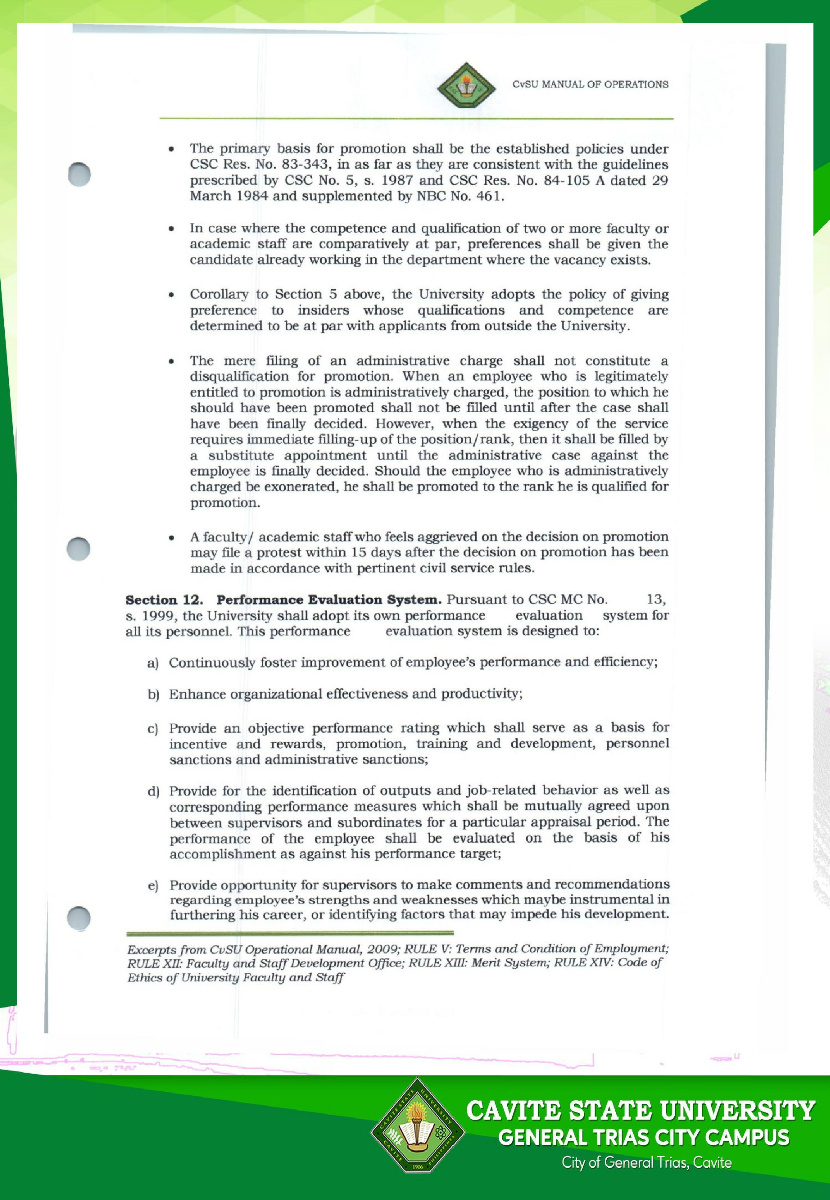 CvSU MANUAL OF OPERATIONS
• The primary basis for promotion shall be the established policies under
CSC Res. No. 83-343, in as far as they are consistent with the guidelines
prescribed by CSC No. 5, s. 1987 and CSC Res. No. 84-105 A dated 29
March 1984 and supplemented by NBC No. 461.
• In case where the competence and qualification of two or more faculty or
academic staff are comparatively at par, preferences shall be given the
candidate already working in the department where the vacancy exists.
• Corollary to Section 5 above, the University adopts the policy of giving
preference to insiders whose qualifications and competence are
determined to be at par with applicants from outside the University.
• The mere filing of an administrative charge shall not constitute a
disqualification for promotion. When an employee who is legitimately
entitled to promotion is administratively charged, the position to which he
should have been promoted shall not be filled until after the case shall
have been finally decided. However, when the exigency of the service
requires immediate filling-up of the position/rank, then it shall be filled by
a substitute appointment until the administrative case against the
employee is finally decided. Should the employee who is administratively
charged be exonerated, he shall be promoted to the rank he is qualified for
promotion.
• A faculty/ academic staff who feels aggrieved on the decision on promotion
may file a protest within 15 days after the decision on promotion has been
made in accordance with pertinent civil service rules.
Section 12. Performance Evaluation System. Pursuant to CSC MC No. 13,
s. 1999, the University shall adopt its own performance evaluation system for
all its personnel. This performance evaluation system is designed to:
a) Continuously foster improvement of employee's performance and efficiency;
b) Enhance organizational effectiveness and productivity;
c) Provide an objective performance rating which shall serve as a basis for
incentive and rewards, promotion, training and development, personnel
sanctions and administrative sanctions;
d) Provide for the identification of outputs and job-related behavior as well as
corresponding performance measures which shall be mutually agreed upon
between supervisors and subordinates for a particular appraisal period. The
performance of the employee shall be evaluated on the basis of his
accomplishment as against his performance target;
e) Provide opportunity for supervisors to make comments and recommendations
regarding employee's strengths and weaknesses which maybe instrumental in
furthering his career, or identifying factors that may impede his development.
Excerpts from CvSU Operational Manual, 2009; RULE V: Terms and Condition of Employment;
RULE XII: Faculty and Staff Development Office; RULE XIII: Merit System; RULE XIV: Code of
Ethics of University Faculty and Staff
CAVITE STATE UNIVERSITY
GENERAL TRIAS CITY CAMPUS
City of General Trias, Cavite